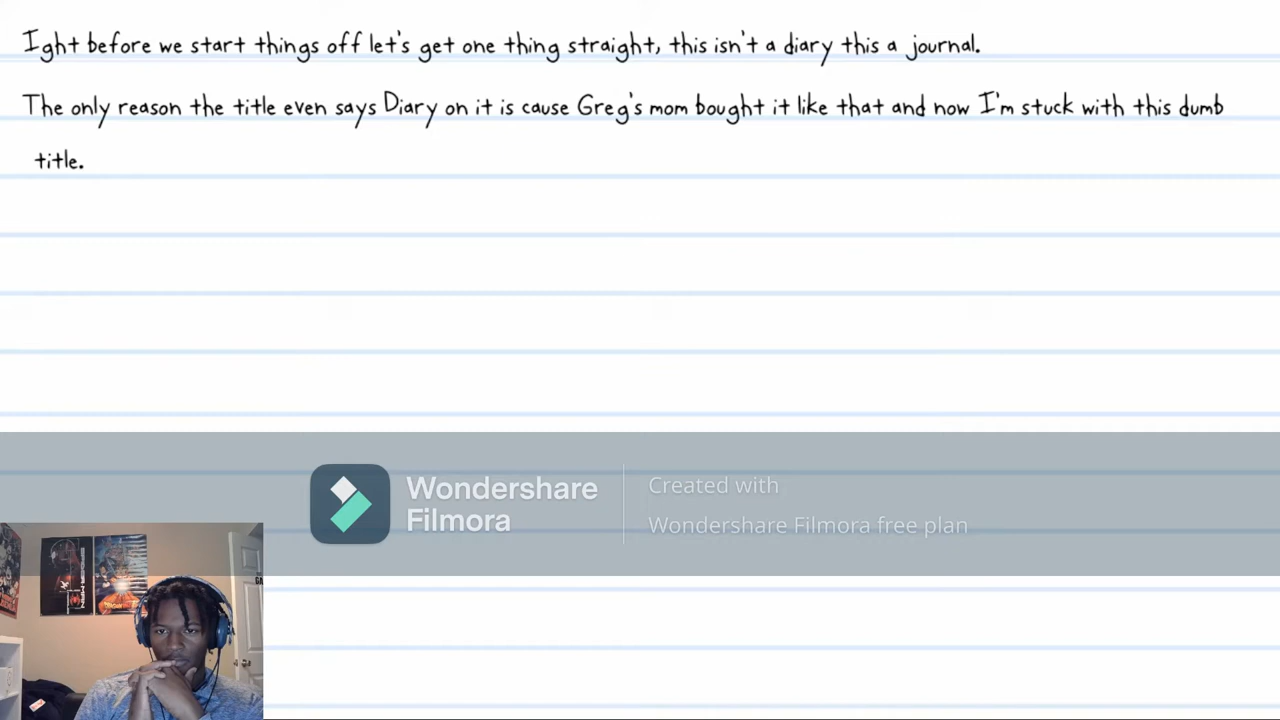 Ight before we start things off let's get one thing straight, this isn't a diary this a journal.
The only reason the title even says Diary on it is cause Greg's mom bought it like that and now I'm stuck with this dumb
title.
Wondershare
Filmora
Created with
Wondershare Filmora free plan